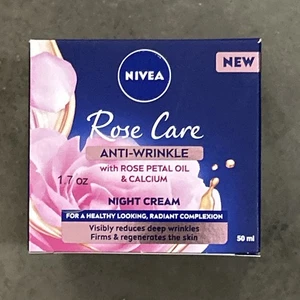 NIVEA
NEW
Rose Care
ANTI-WRINKLE
with ROSE PETAL OIL
& CALCIUM
1.7 oz
NIGHT CREAM
FOR A HEALTHY LOOKING, RADIANT COMPLEXION
Visibly reduces deep wrinkles
Firms & regenerates the skin
50 ml